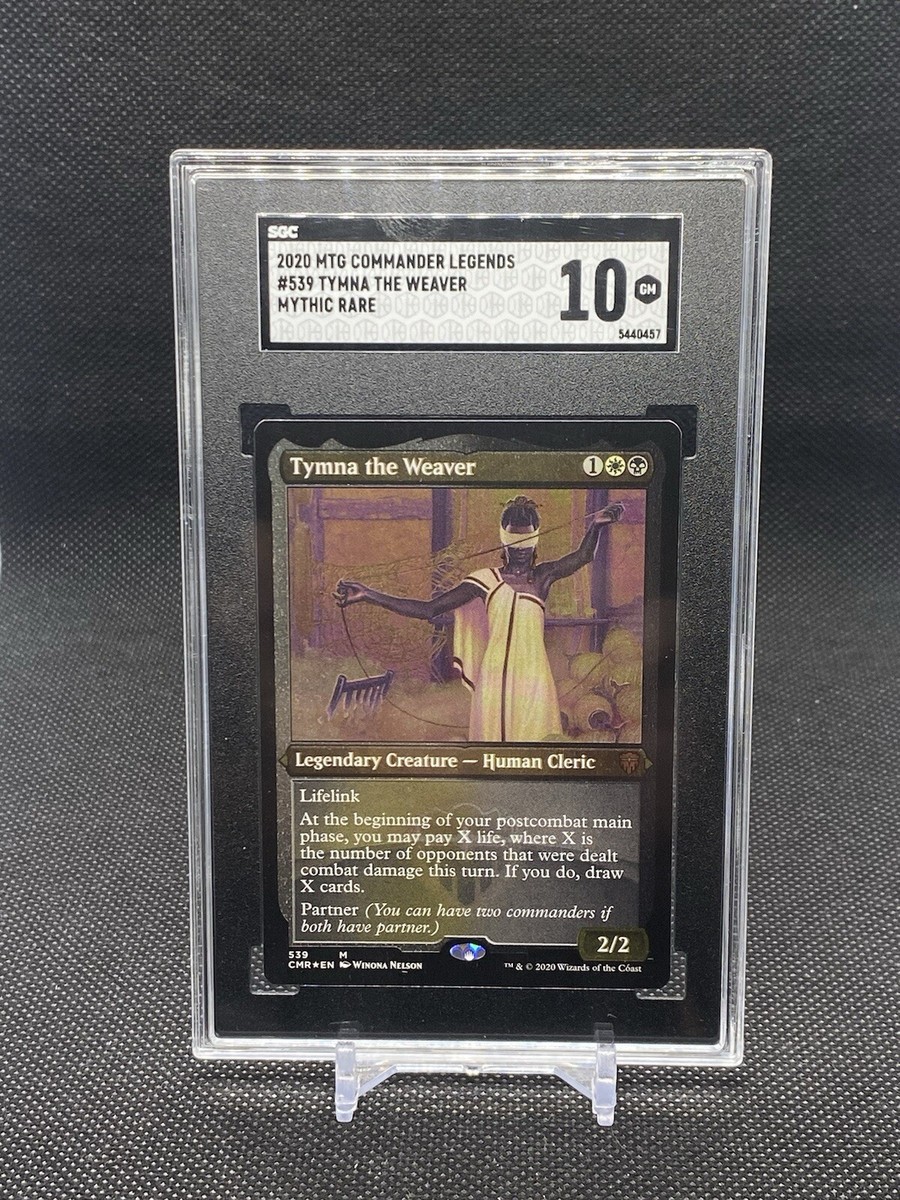 SGC
2020 MTG COMMANDER LEGENDS
#539 TYMNA THE WEAVER
MYTHIC RARE
10 GM
5440457
Tymna the Weaver 1
Legendary Creature — Human Cleric
Lifelink
At the beginning of your postcombat main
phase, you may pay X life, where X is
the number of opponents that were dealt
combat damage this turn. If you do, draw
X cards.
Partner (You can have two commanders if
both have partner.)
2/2
539 M
CMR★EN Winona Nelson
™ & © 2020 Wizards of the Coast